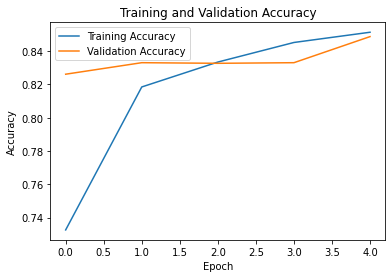 Training and Validation Accuracy
Training Accuracy
Validation Accuracy
0.84
0.82
0.80
0.78
0.76
0.74
Accuracy
0.0 0.5 1.0 1.5 2.0 2.5 3.0 3.5 4.0
Epoch